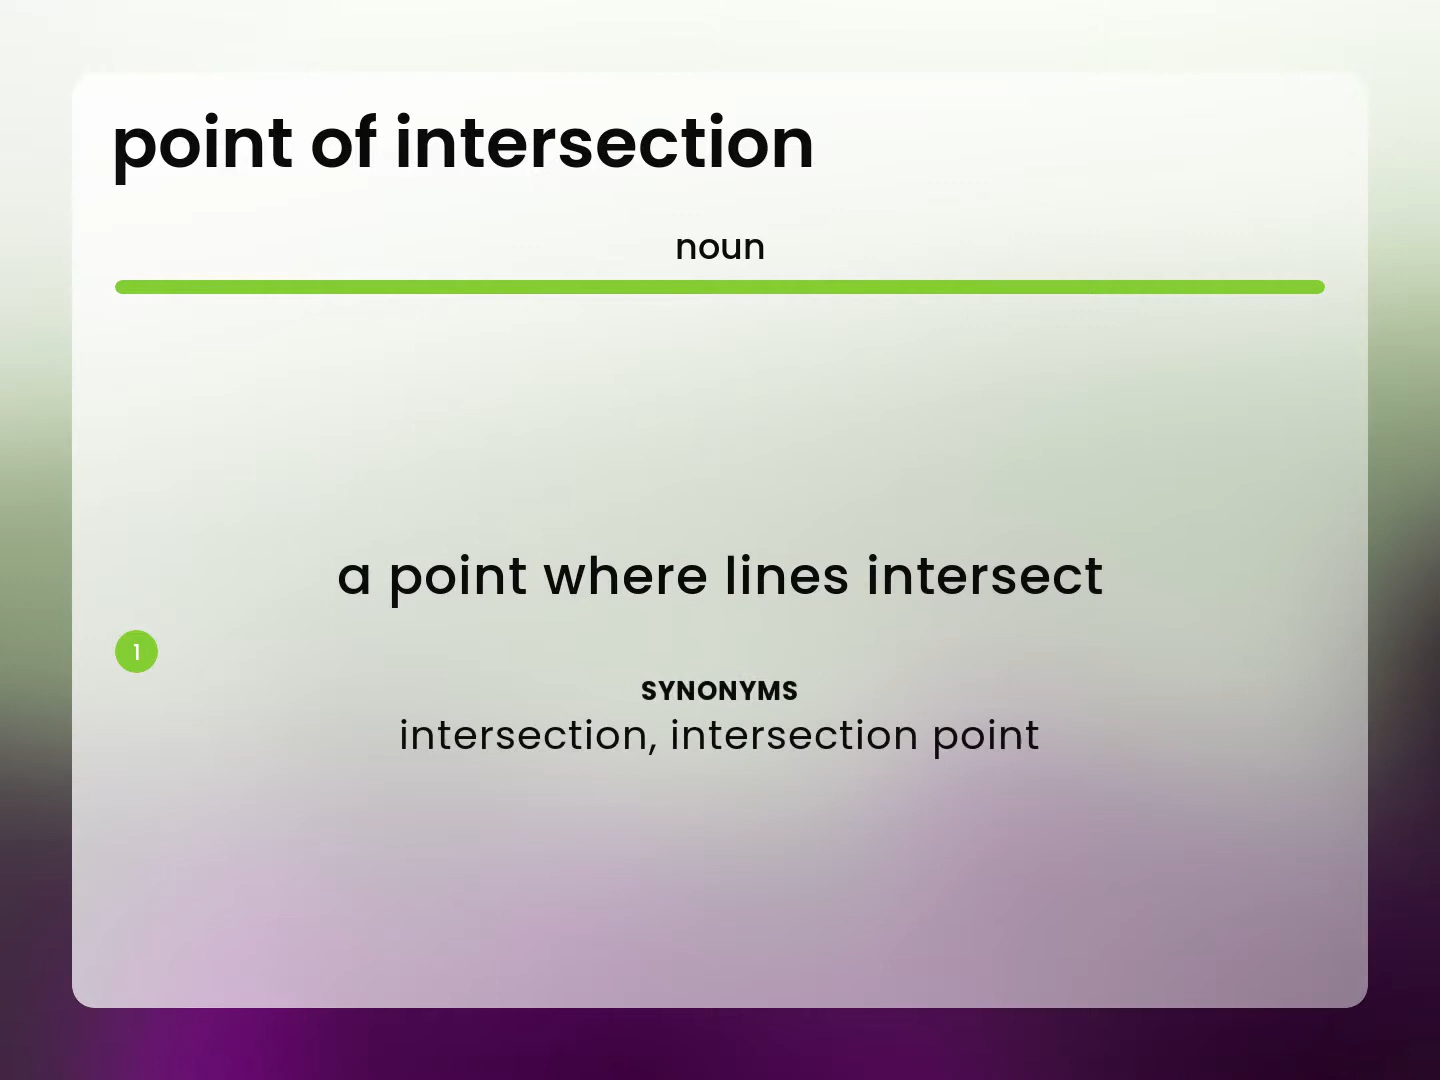 point of intersection
noun
a point where lines intersect
1
SYNONYMS
intersection, intersection point